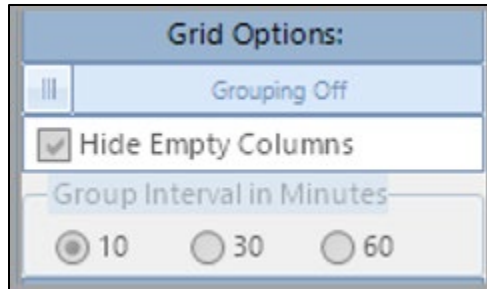 Grid Options:
Grouping Off
Hide Empty Columns
Group Interval in Minutes
10 30 60